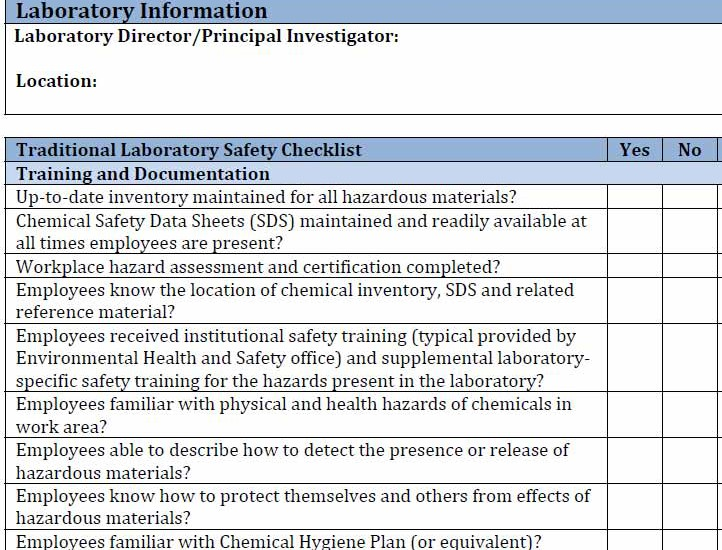 Laboratory Information
Laboratory Director/Principal Investigator:
Location:
Traditional Laboratory Safety Checklist Yes No
Training and Documentation
Up-to-date inventory maintained for all hazardous materials?
Chemical Safety Data Sheets (SDS) maintained and readily available at
all times employees are present?
Workplace hazard assessment and certification completed?
Employees know the location of chemical inventory, SDS and related
reference material?
Employees received institutional safety training (typical provided by
Environmental Health and Safety office) and supplemental laboratory-
specific safety training for the hazards present in the laboratory?
Employees familiar with physical and health hazards of chemicals in
work area?
Employees able to describe how to detect the presence or release of
hazardous materials?
Employees know how to protect themselves and others from effects of
hazardous materials?
Employees familiar with Chemical Hygiene Plan (or equivalent)?